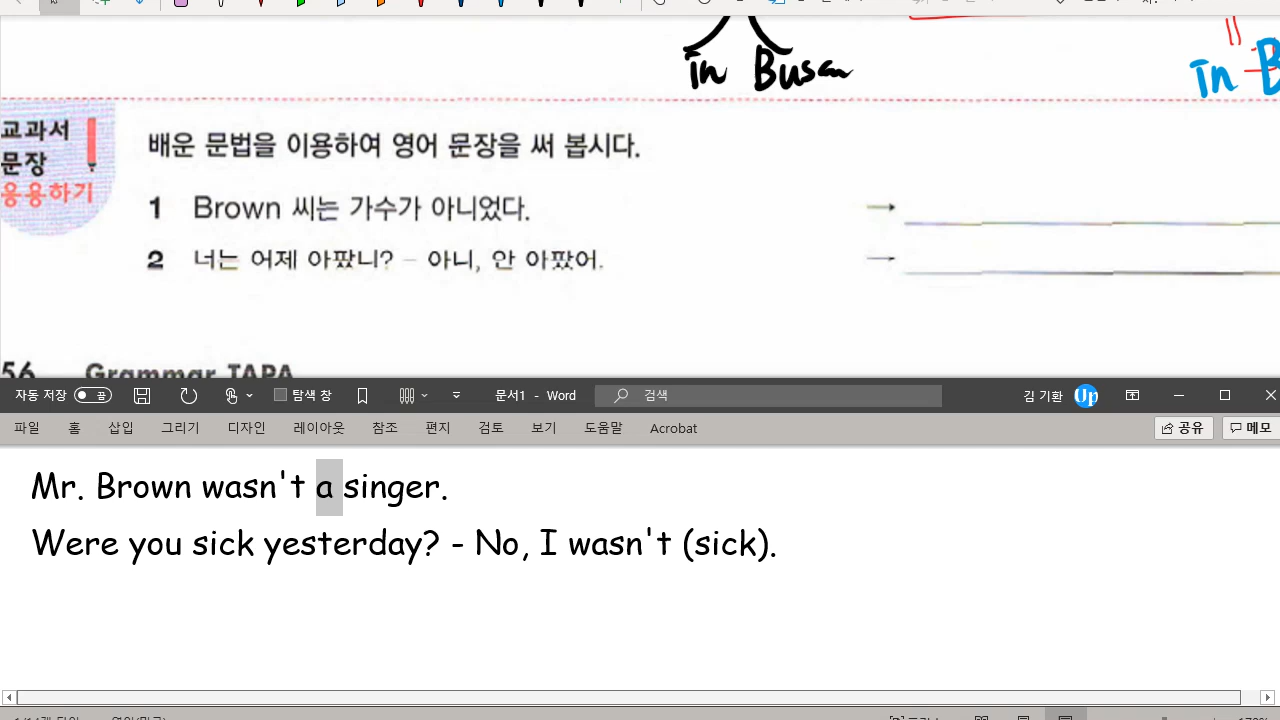 in Busan
in B
교과서
문장
응용하기
배운 문법을 이용하여 영어 문장을 써 봅시다.
1 Brown 씨는 가수가 아니었다. →
2 너는 어제 아팠니? – 아니, 안 아팠어. →
56 Grammar TAPA
자동 저장 끔 탐색 창 문서1 - Word 검색 김 기환 Up
파일 홈 삽입 그리기 디자인 레이아웃 참조 편지 검토 보기 도움말 Acrobat 공유 메모
Mr. Brown wasn't a singer.
Were you sick yesterday? - No, I wasn't (sick).